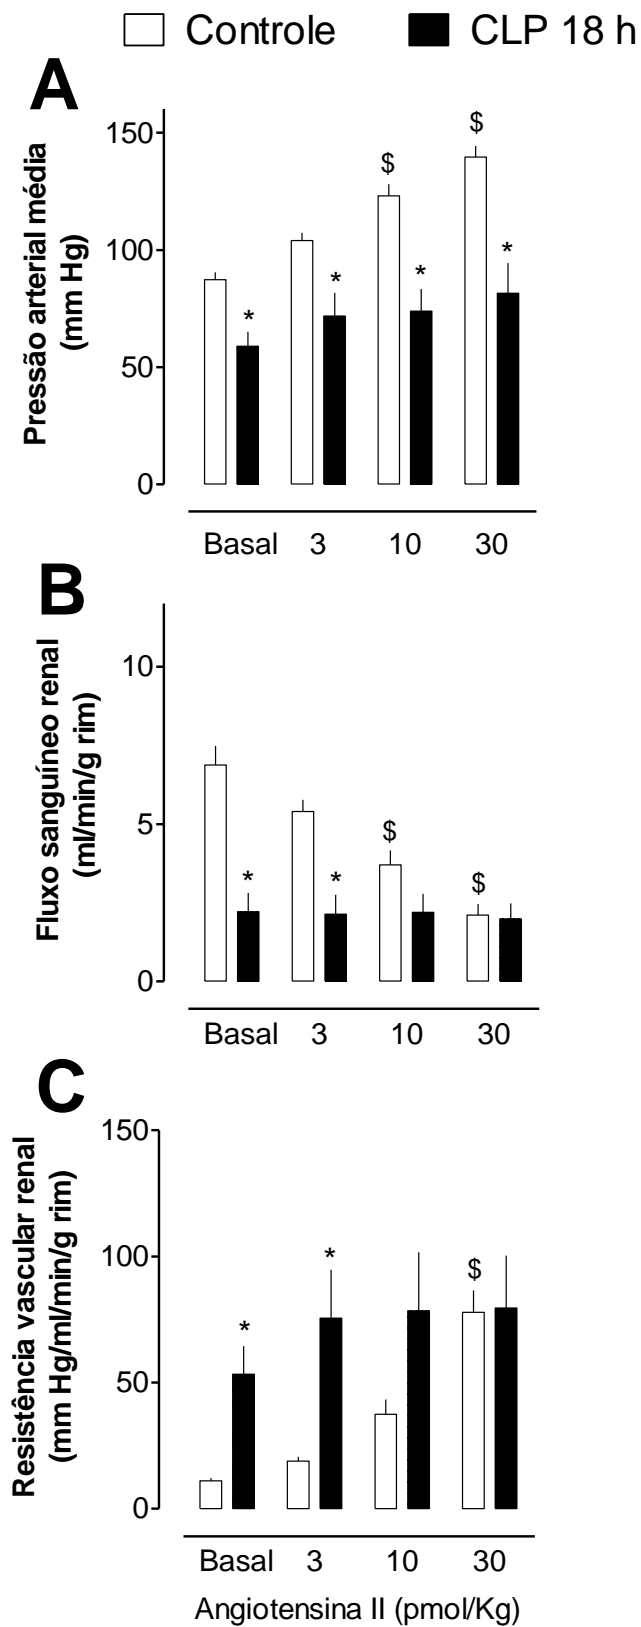 Controle CLP 18 h
A
Pressão arterial média
(mm Hg)
150
100
50
0
$
$
*
*
*
*
Basal 3 10 30
B
Fluxo sanguíneo renal
(ml/min/g rim)
10
5
0
*
*
$
$
Basal 3 10 30
C
Resistência vascular renal
(mm Hg/ml/min/g rim)
150
100
50
0
*
*
$
Basal 3 10 30
Angiotensina II (pmol/Kg)